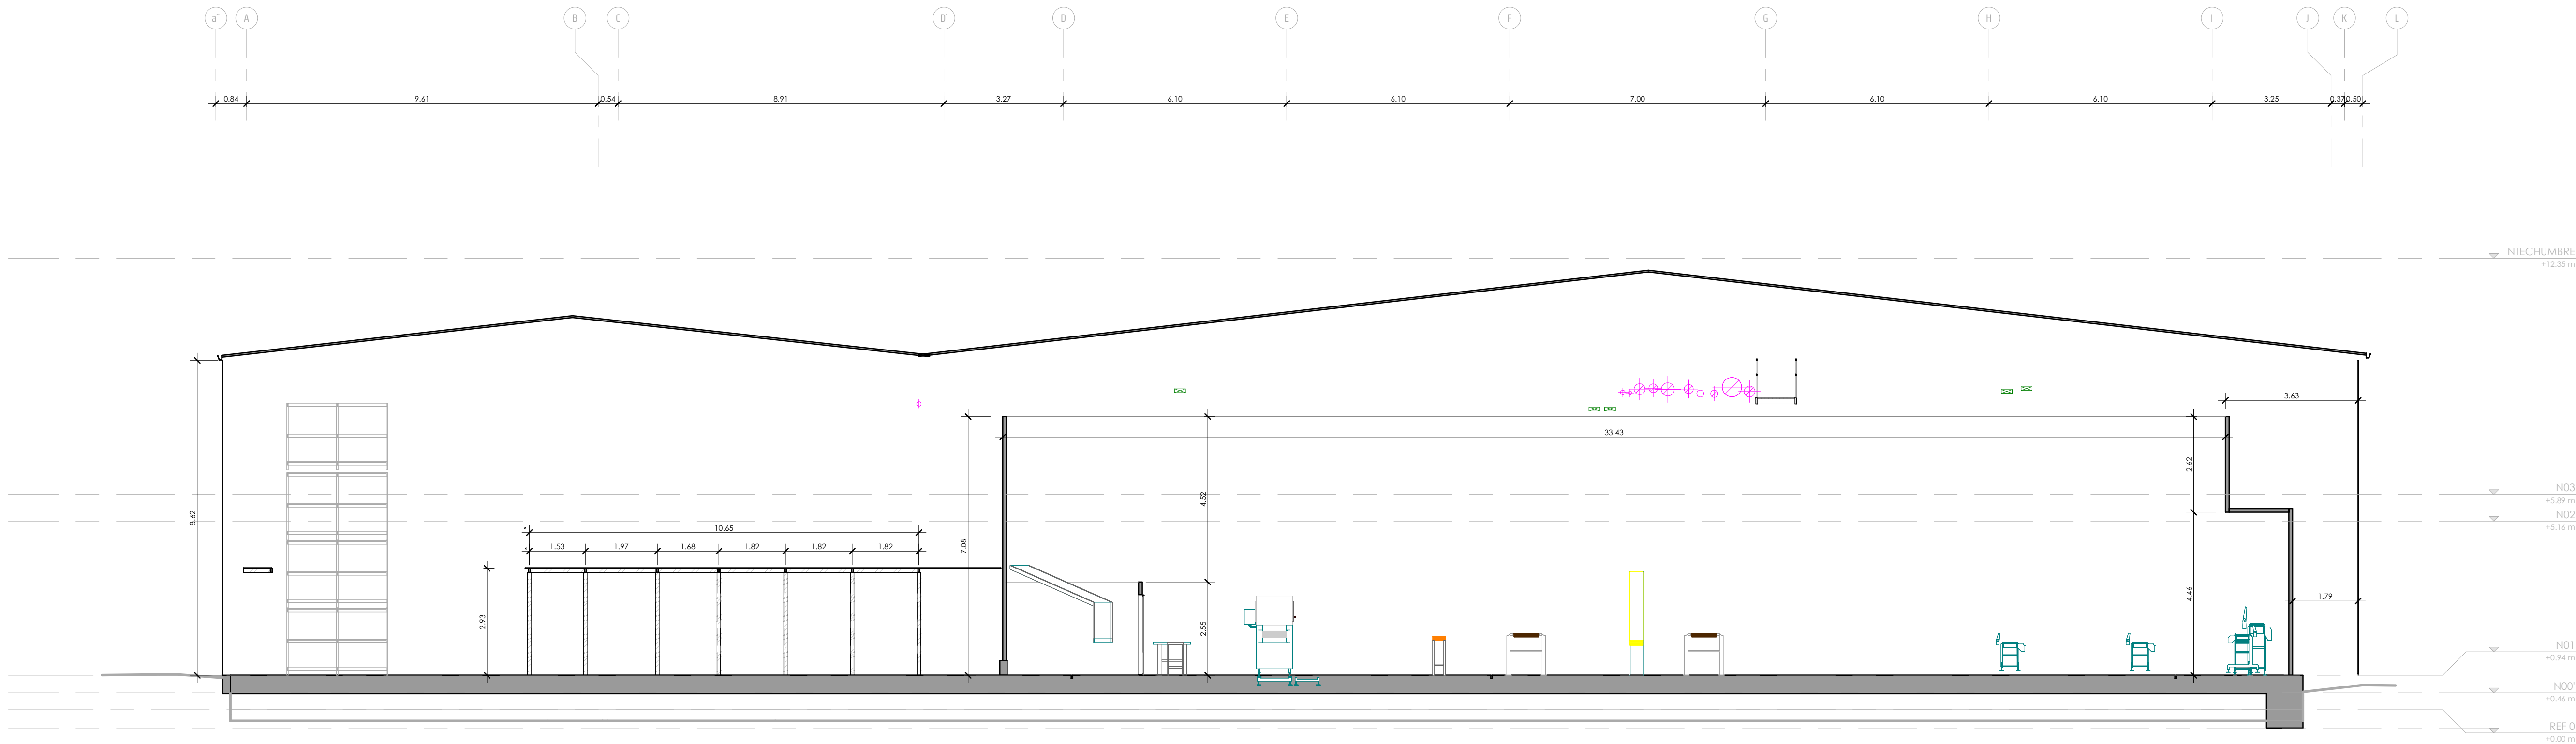 a" A B C D' D E F G H I J K L
0.84 9.61 0.54 8.91 3.27 6.10 6.10 7.00 6.10 6.10 3.25 0.37 0.50
NTECHUMBRE
+12.35 m
3.63
33.43
2.62
N03
+5.89 m
4.52
8.62
N02
+5.16 m
10.65
7.08
1.53 1.97 1.68 1.82 1.82 1.82
2.93
2.55
4.46
1.79
N01
+0.94 m
N00'
+0.46 m
REF 0
+0.00 m